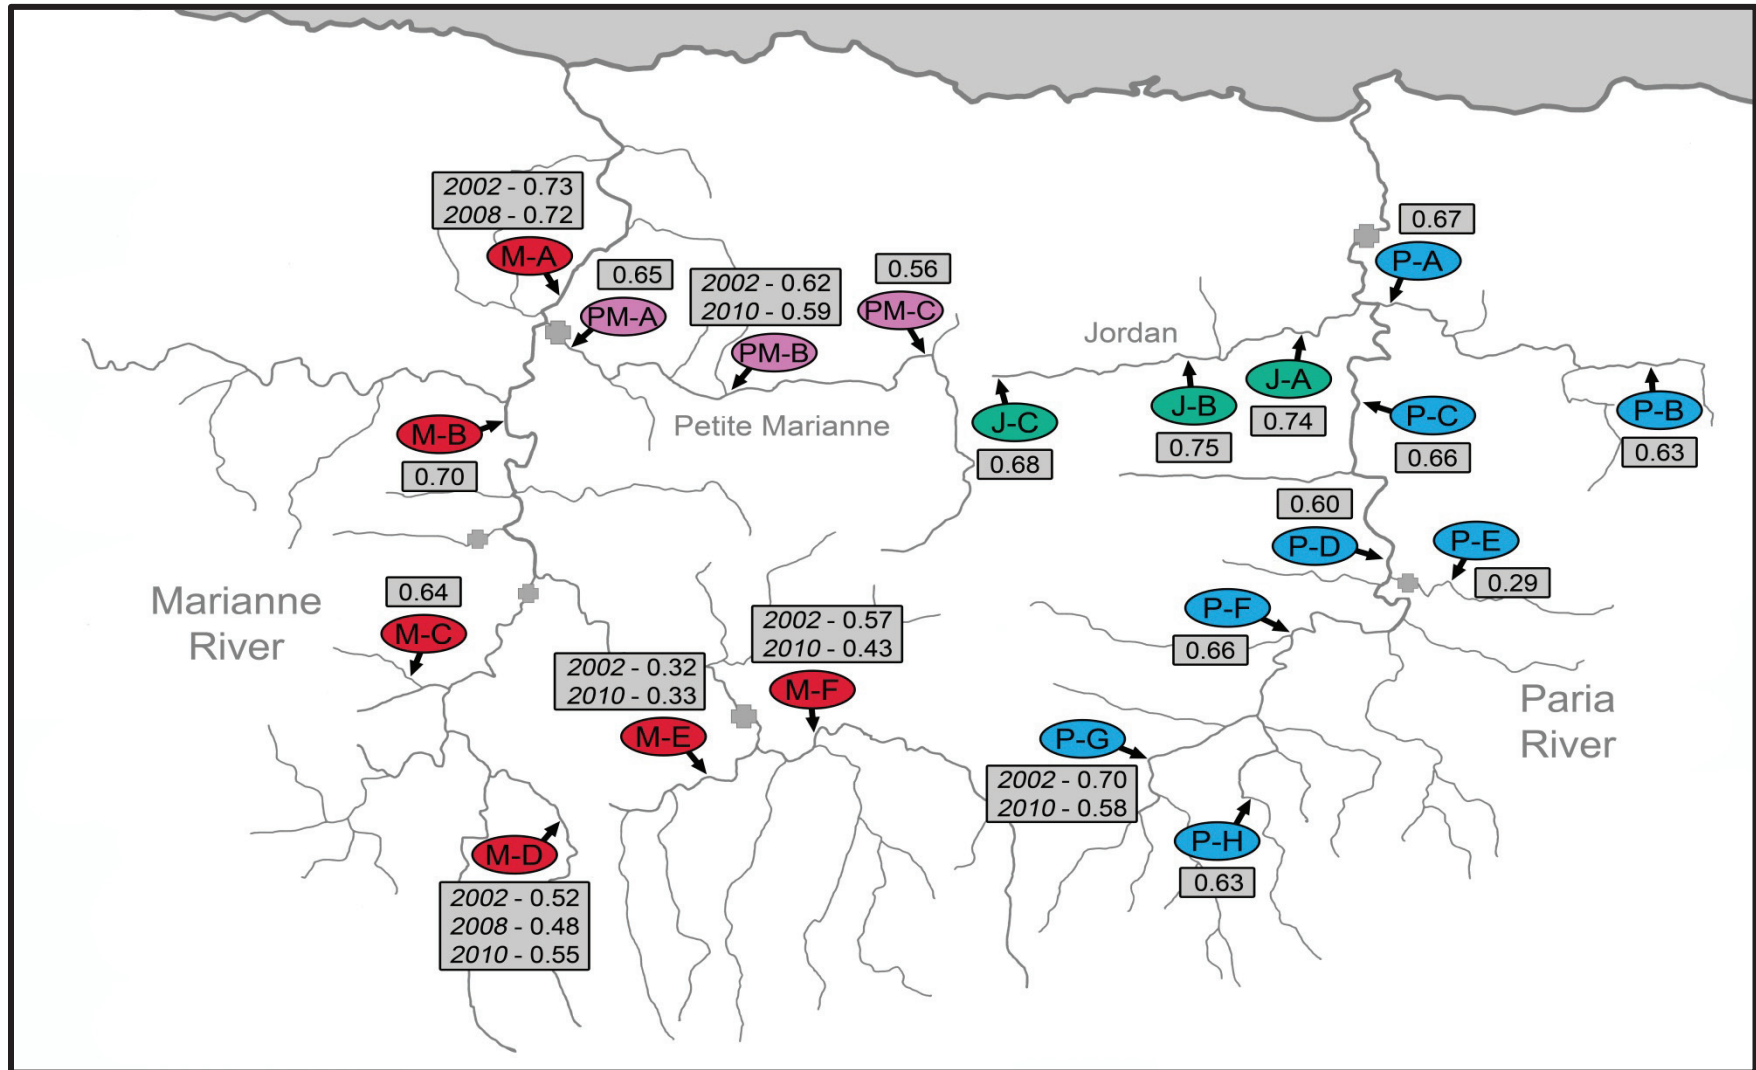 2002 - 0.73
2008 - 0.72
M-A
0.65
PM-A
2002 - 0.62
2010 - 0.59
PM-B
0.56
PM-C
Petite Marianne
M-B
0.70
Marianne
River
0.64
M-C
2002 - 0.32
2010 - 0.33
M-E
2002 - 0.57
2010 - 0.43
M-F
M-D
2002 - 0.52
2008 - 0.48
2010 - 0.55
Jordan
J-C
0.68
J-B
0.75
J-A
0.74
0.67
P-A
P-C
0.66
P-B
0.63
0.60
P-D
P-E
0.29
P-F
0.66
P-G
2002 - 0.70
2010 - 0.58
P-H
0.63
Paria
River